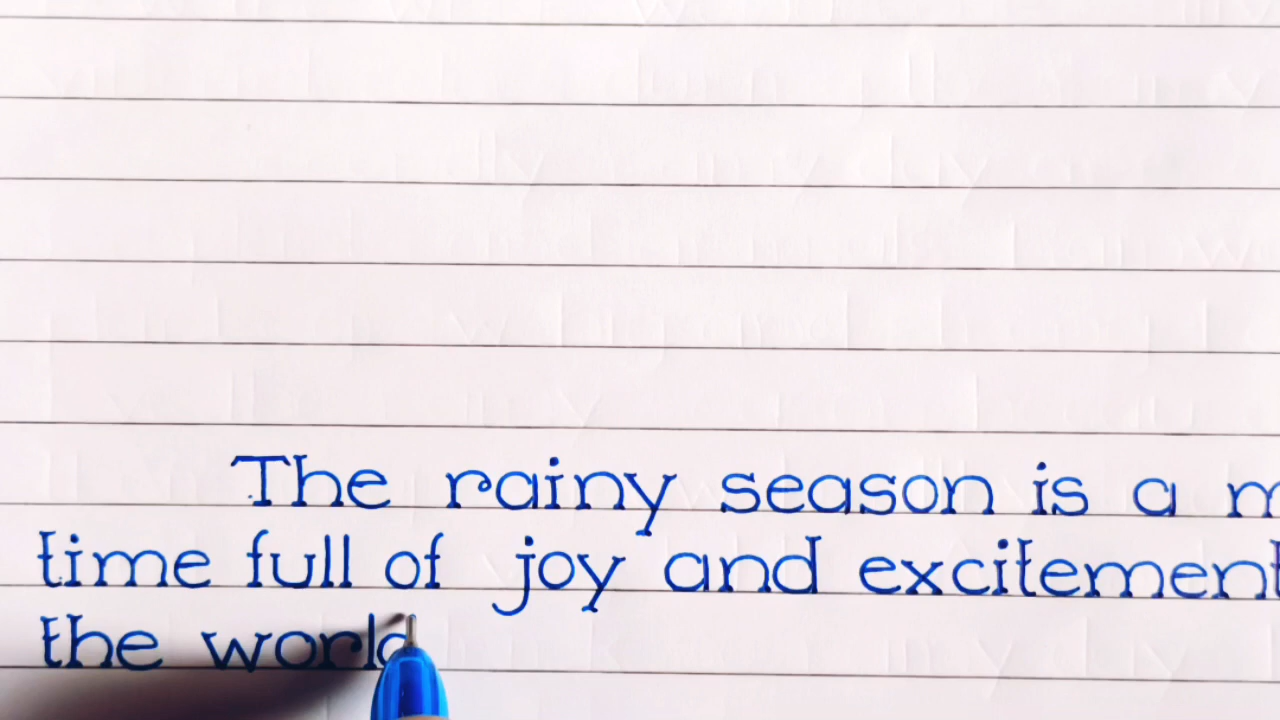 The rainy season is a m
time full of joy and excitement
the world